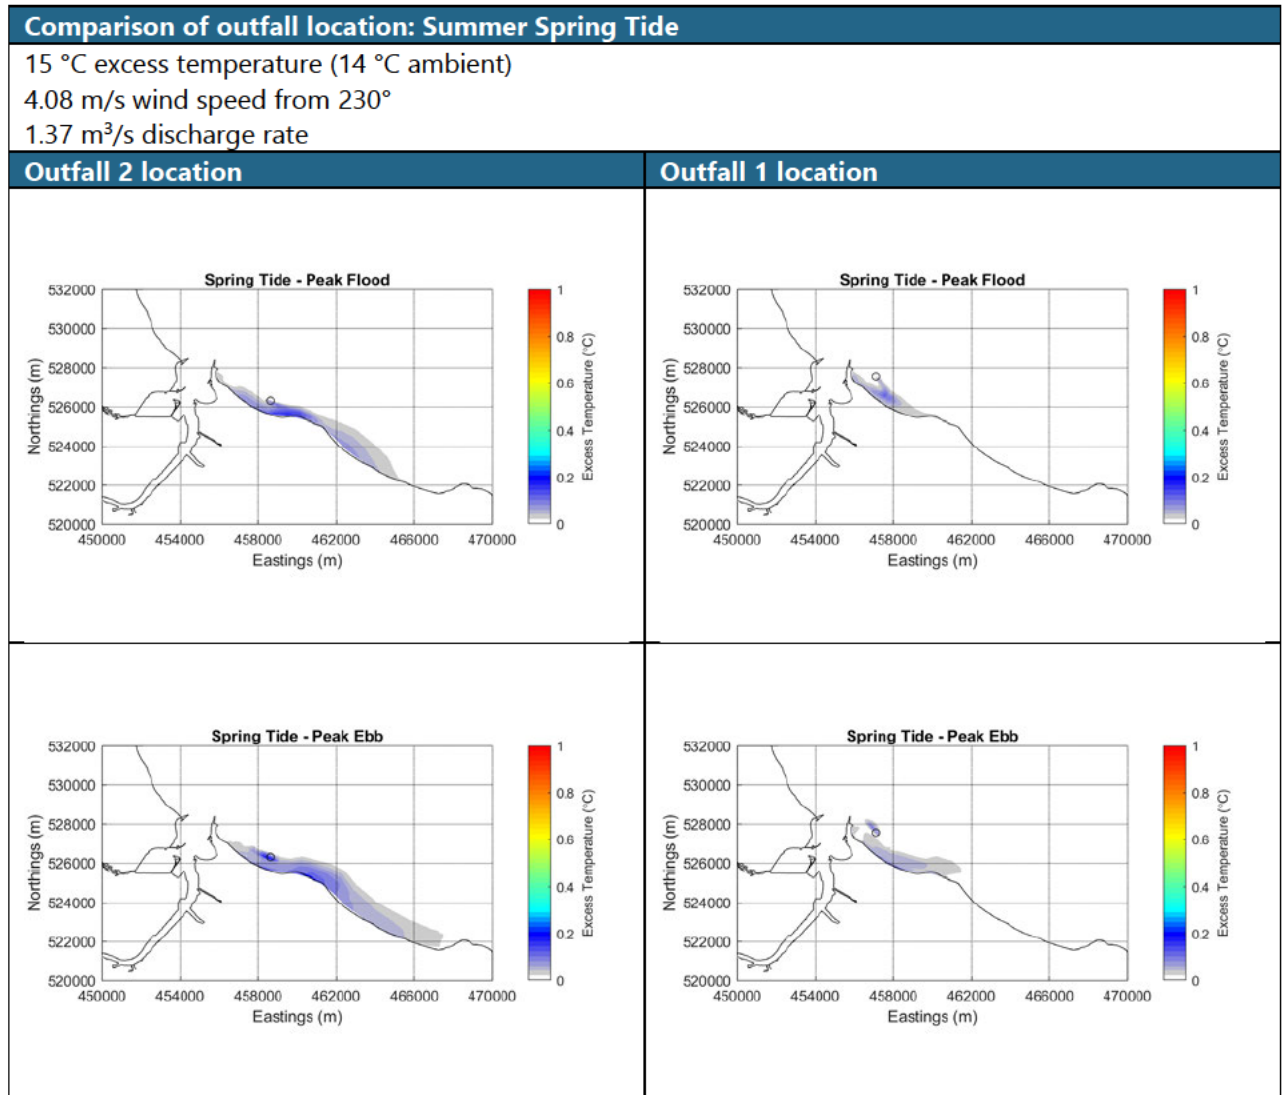 Comparison of outfall location: Summer Spring Tide
15 °C excess temperature (14 °C ambient)
4.08 m/s wind speed from 230°
1.37 m³/s discharge rate
Outfall 2 location
Outfall 1 location
Spring Tide - Peak Flood
532000
530000
528000
526000
524000
522000
520000
Northings (m)
450000 454000 458000 462000 466000 470000
Eastings (m)
1
0.8
0.6
0.4
0.2
0
Excess Temperature (°C)
Spring Tide - Peak Flood
532000
530000
528000
526000
524000
522000
520000
Northings (m)
450000 454000 458000 462000 466000 470000
Eastings (m)
1
0.8
0.6
0.4
0.2
0
Excess Temperature (°C)
Spring Tide - Peak Ebb
532000
530000
528000
526000
524000
522000
520000
Northings (m)
450000 454000 458000 462000 466000 470000
Eastings (m)
1
0.8
0.6
0.4
0.2
0
Excess Temperature (°C)
Spring Tide - Peak Ebb
532000
530000
528000
526000
524000
522000
520000
Northings (m)
450000 454000 458000 462000 466000 470000
Eastings (m)
1
0.8
0.6
0.4
0.2
0
Excess Temperature (°C)